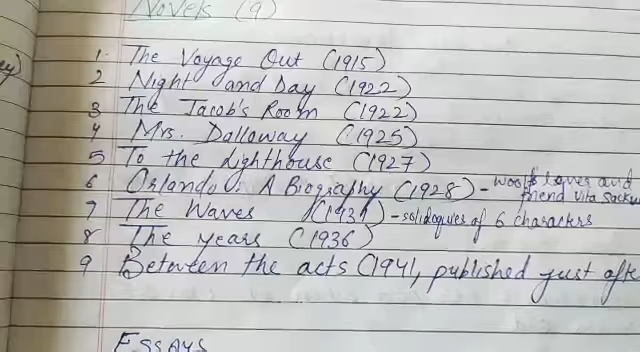 Novels (9)
ey)
1. The Voyage Out (1915)
2 Night and Day (1922)
3 The Jacob's Room (1922)
4 Mrs. Dalloway (1925)
5 To the Lighthouse (1927)
6 Orlando: A Biography (1928) - woolf's lover and
friend Vita Sackv
7 The Waves (1931) - soliloquies of 6 characters
8 The years (1936)
9 Between the acts (1941, published just afte
Essays